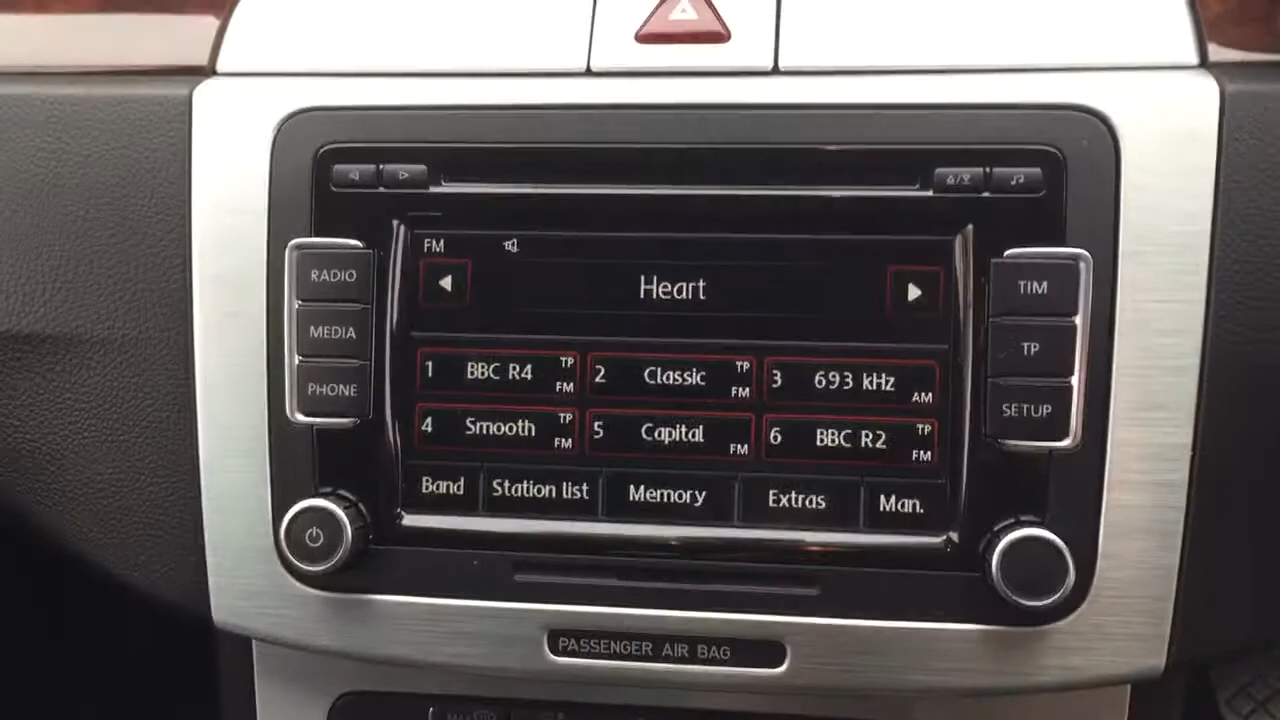 FM
RADIO
Heart
TIM
MEDIA
TP
PHONE
SETUP
1 BBC R4 TP FM
2 Classic TP FM
3 693 kHz AM
4 Smooth TP FM
5 Capital FM
6 BBC R2 TP FM
Band Station list Memory Extras Man.
PASSENGER AIR BAG